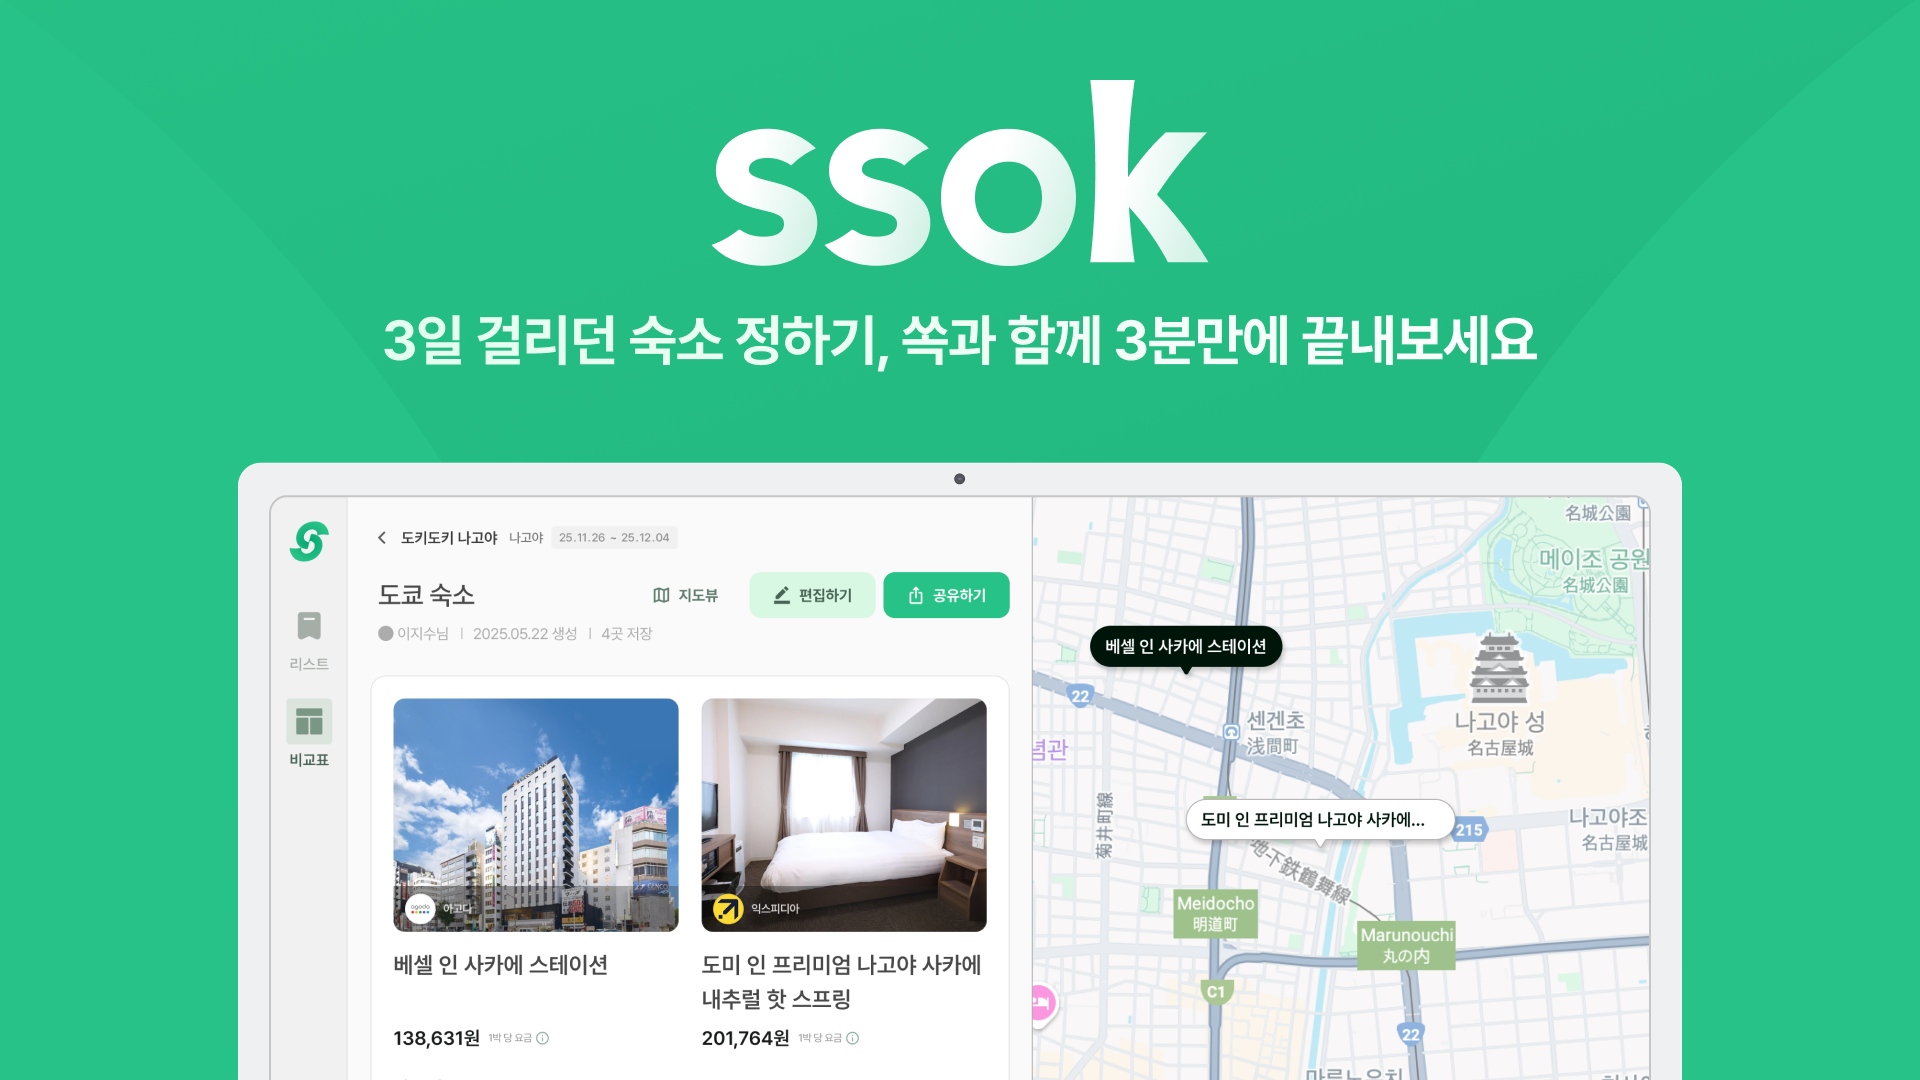 ssok
3일 걸리던 숙소 정하기, 쏙과 함께 3분만에 끝내보세요
도키도키 나고야 나고야 25.11.26 ~ 25.12.04
도쿄 숙소
지도뷰
편집하기
공유하기
이지수님 | 2025.05.22 생성 | 4곳 저장
리스트
비교표
agoda
아고다
익스피디아
베셀 인 사카에 스테이션
도미 인 프리미엄 나고야 사카에
내추럴 핫 스프링
138,631원 1박 당 요금
201,764원 1박 당 요금
名城公園
메이조 공원
名城公園
베셀 인 사카에 스테이션
22
센겐초
浅間町
나고야 성
名古屋城
념관
菊井町線
도미 인 프리미엄 나고야 사카에...
215
나고야조
名古屋城
地下鉄鶴舞線
Meidocho
明道町
Marunouchi
丸の内
C1
22
마루노우치